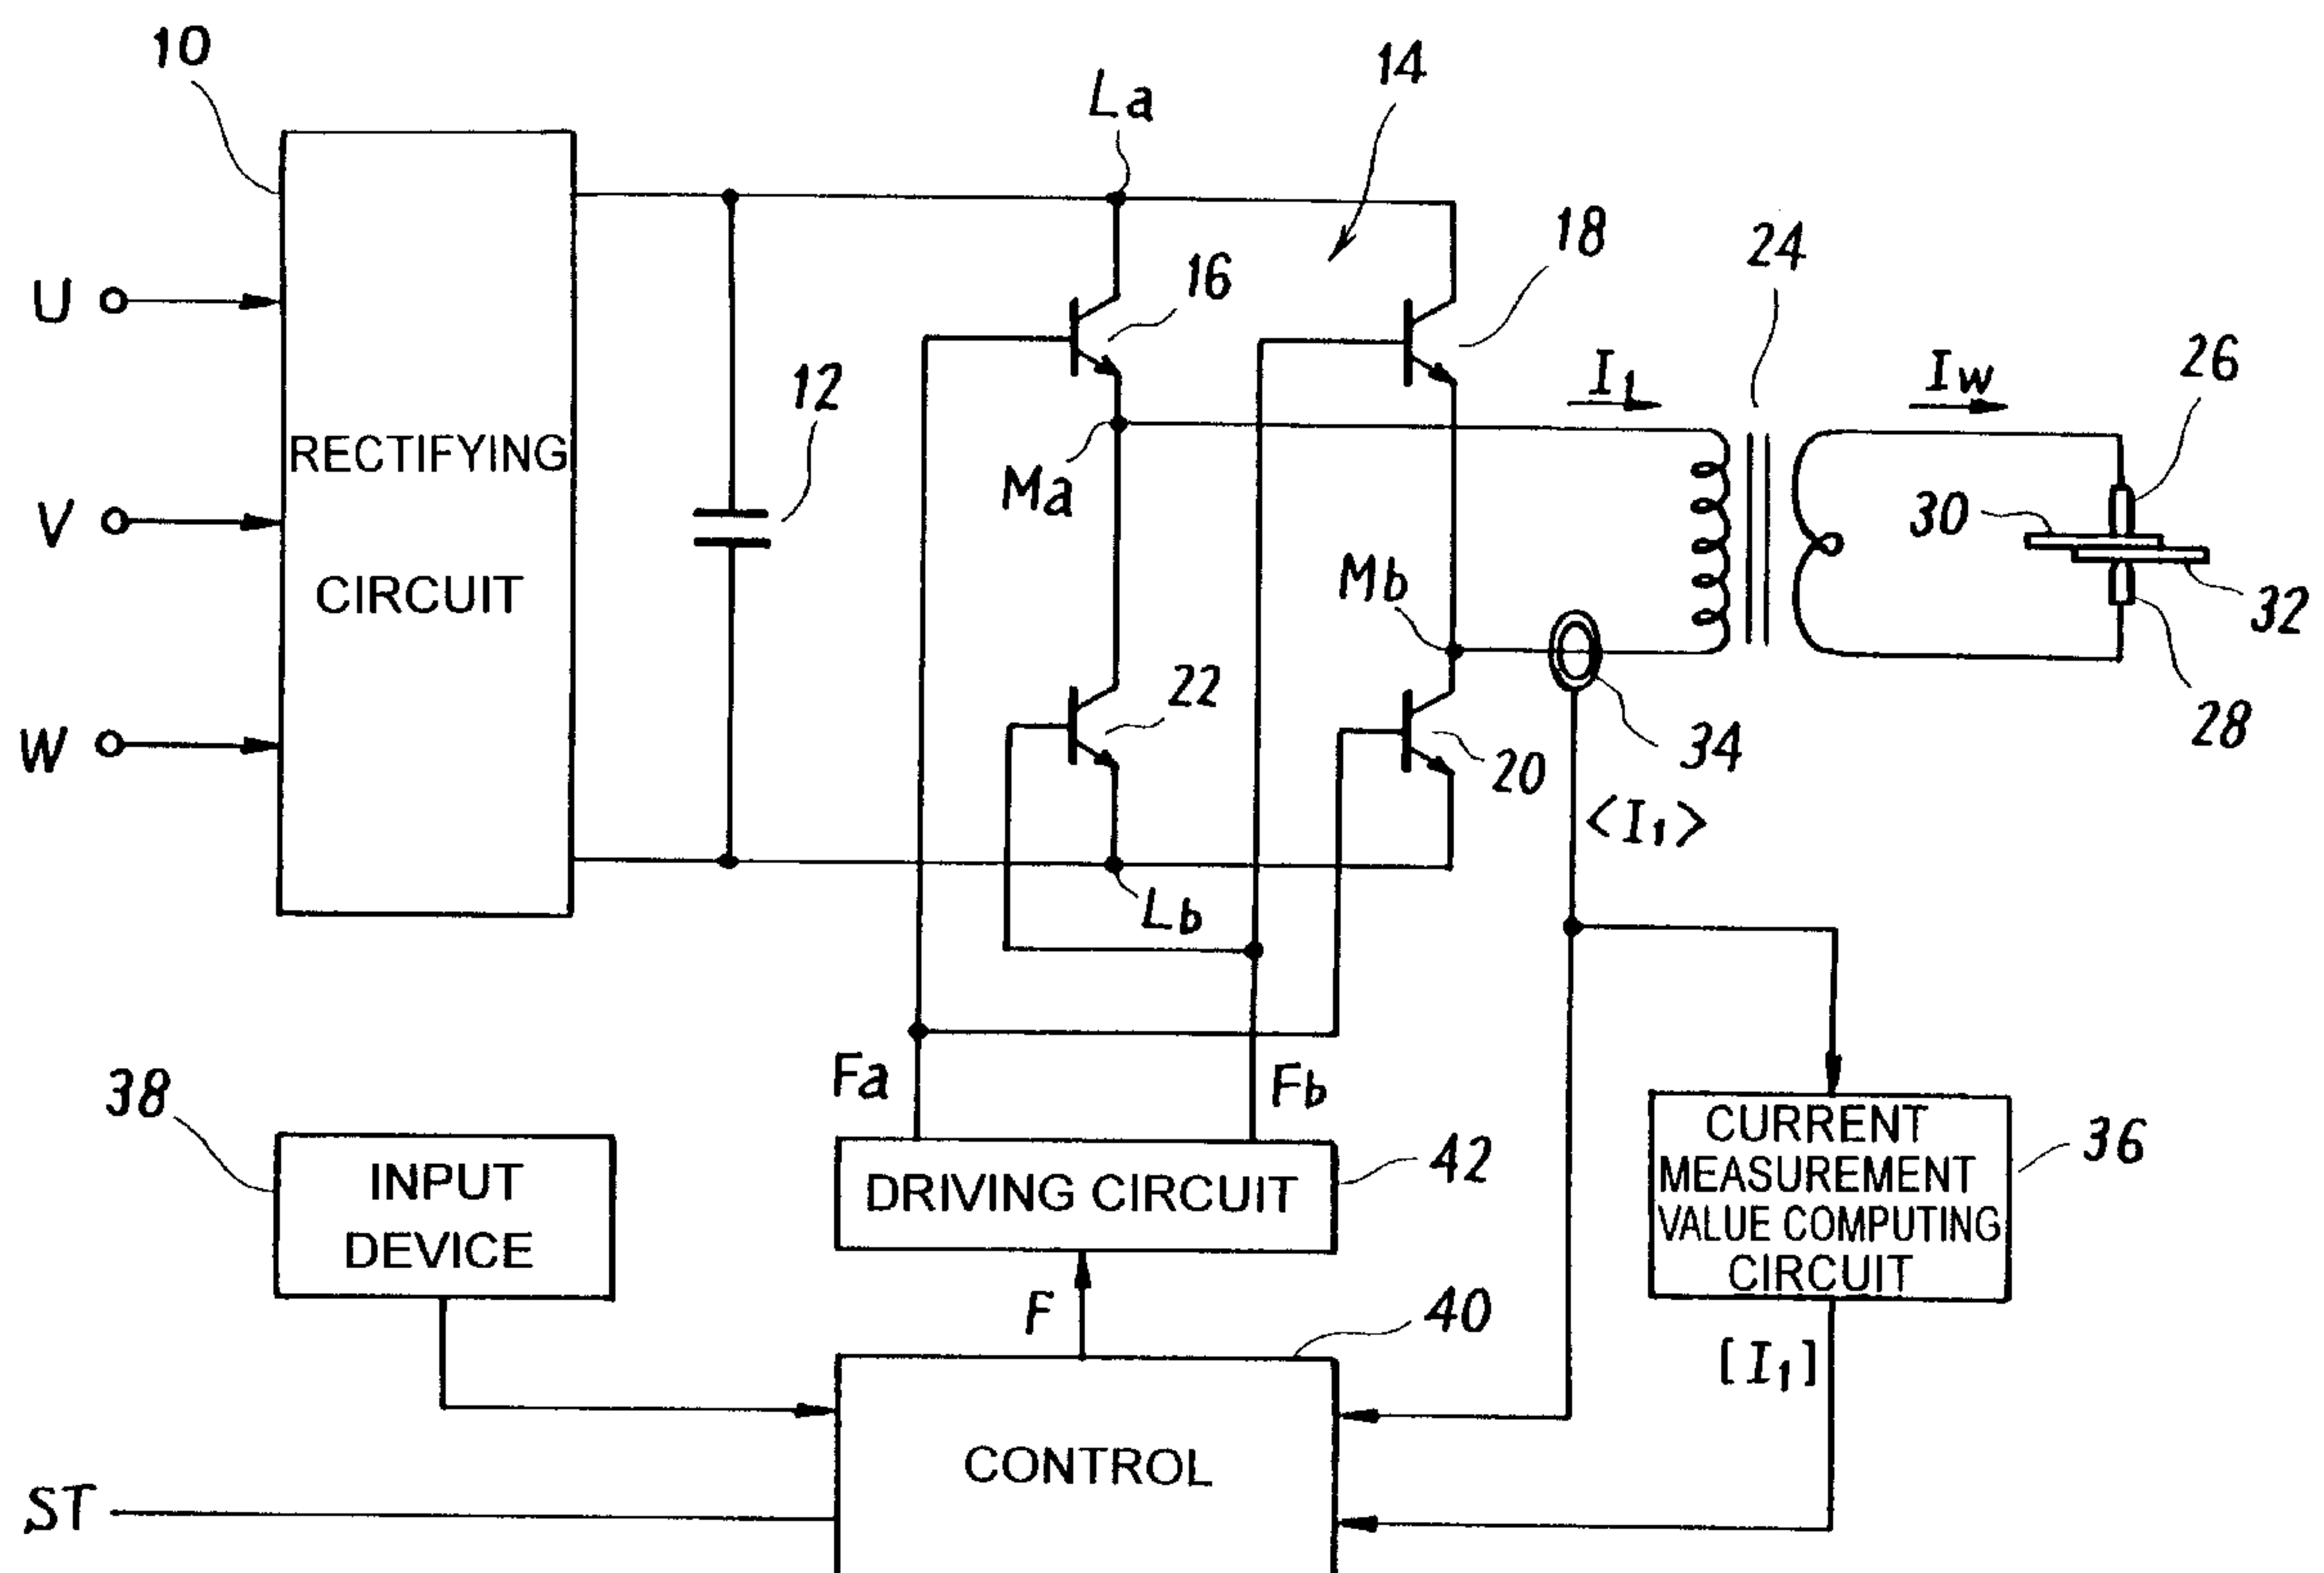 10
La
14
18
16
24
U
12
I1
Iw
26
RECTIFYING
CIRCUIT
Ma
30
V
Mb
32
22
28
W
34
20
<I1>
Lb
Fa
Fb
38
CURRENT
MEASUREMENT
VALUE COMPUTING
CIRCUIT
36
INPUT
DEVICE
DRIVING CIRCUIT
42
F
40
[I1]
CONTROL
ST